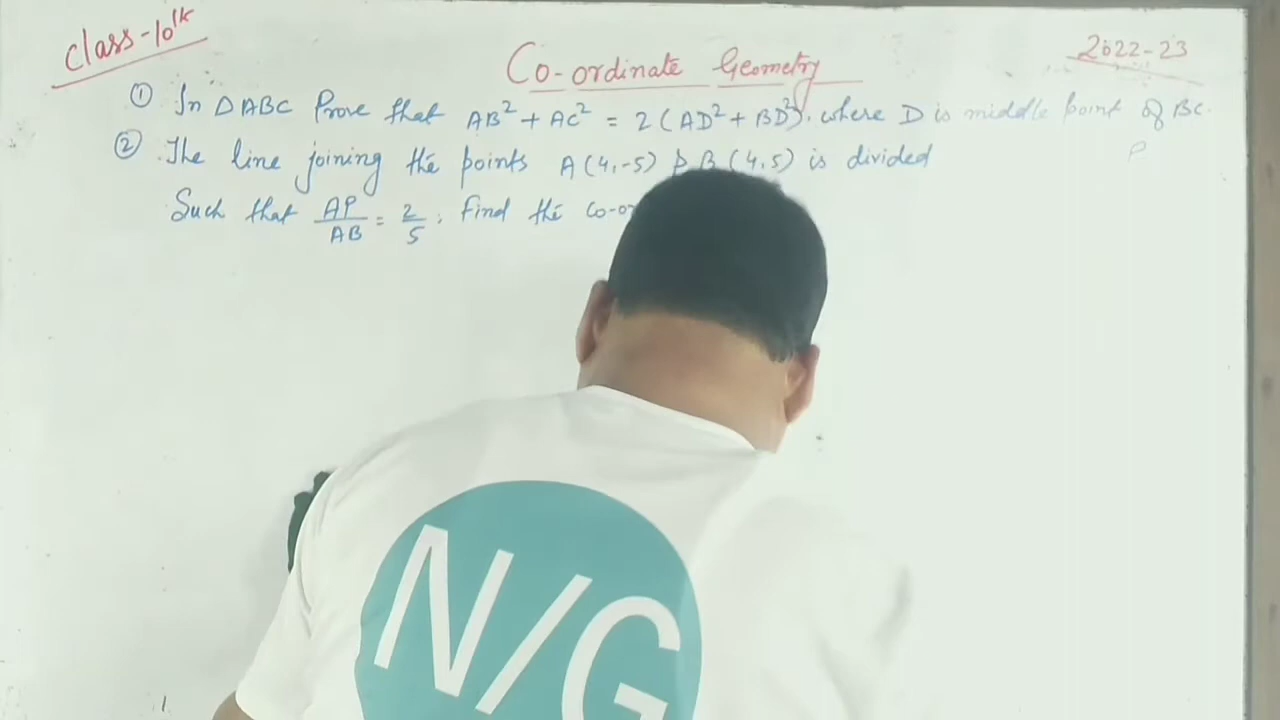 Class-10th
Co-ordinate Geometry
2022-23
① In ΔABC Prove that AB² + AC² = 2(AD² + BD²). where D is middle point of BC.
② The line joining the points A(4,-5) & B(4,5) is divided
P
Such that AP/AB = 2/5, find the co-or
N/G